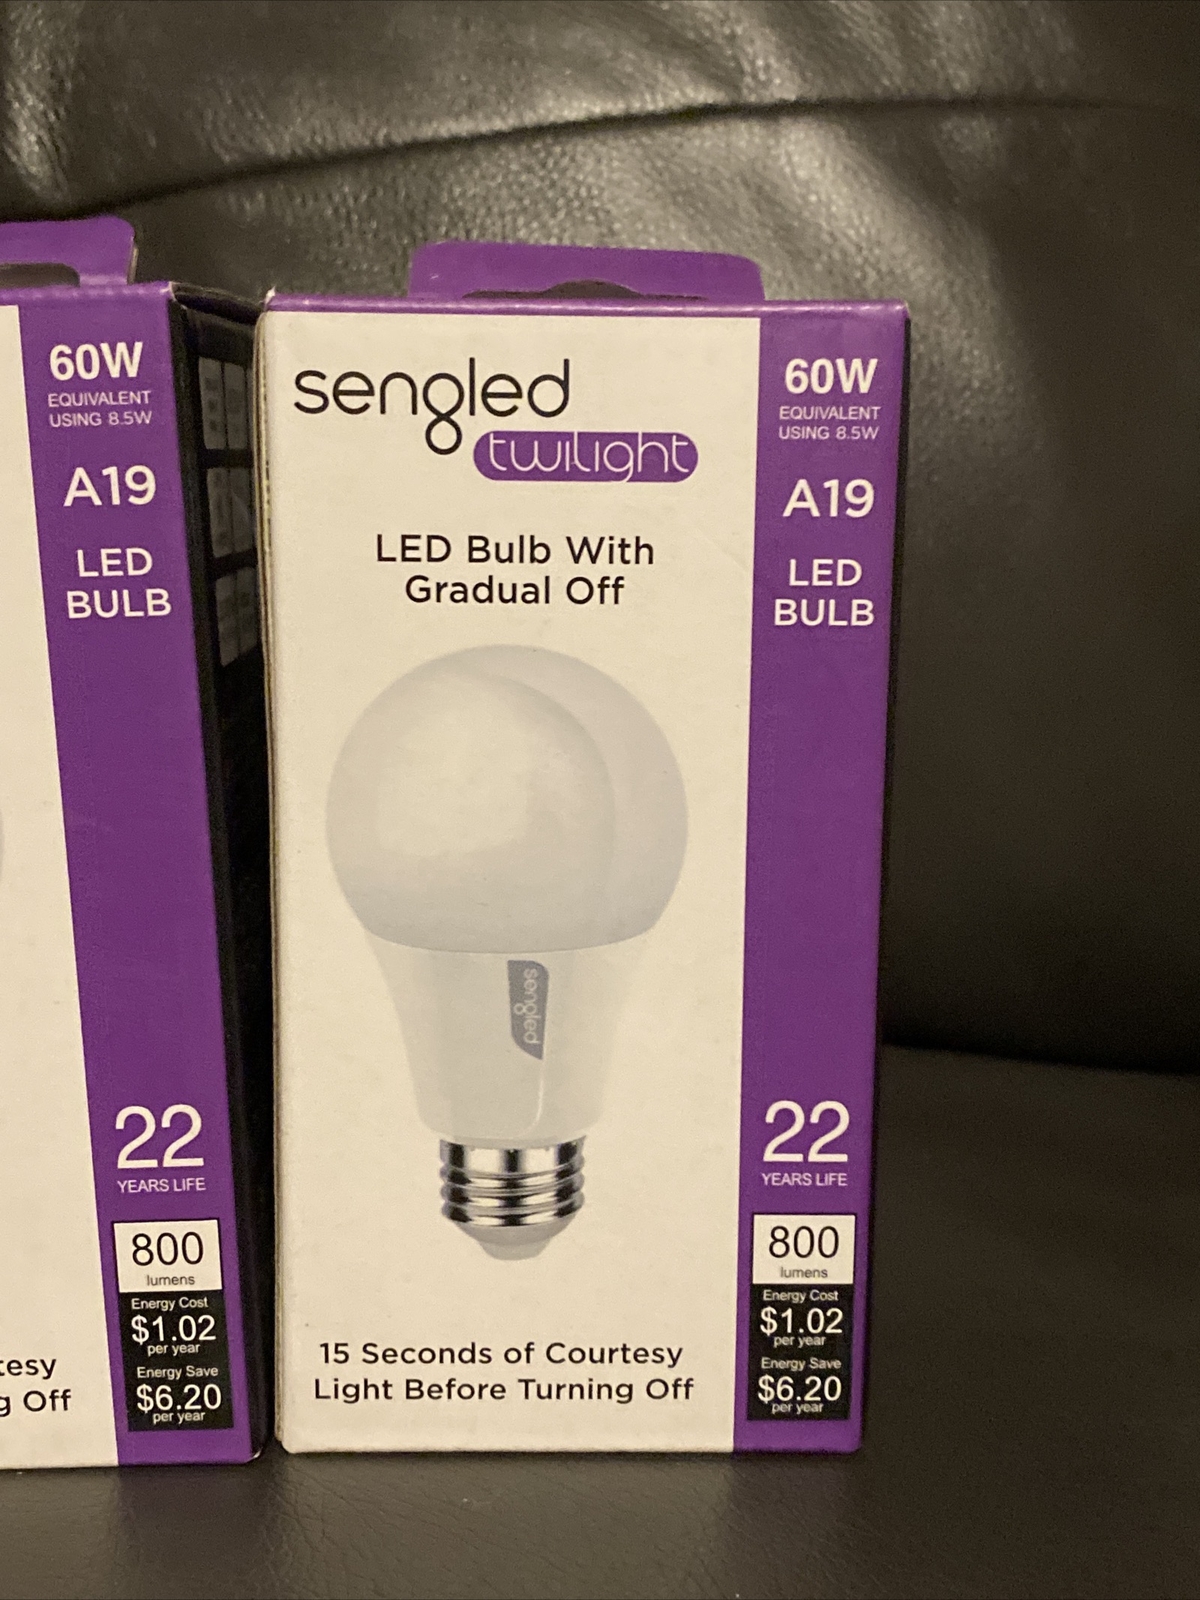 60W
EQUIVALENT
USING 8.5W
A19
LED
BULB
22
YEARS LIFE
800
lumens
Energy Cost
$1.02
per year
Energy Save
$6.20
per year
tesy
g Off
sengled
twilight
LED Bulb With
Gradual Off
sengled
15 Seconds of Courtesy
Light Before Turning Off
60W
EQUIVALENT
USING 8.5W
A19
LED
BULB
22
YEARS LIFE
800
lumens
Energy Cost
$1.02
per year
Energy Save
$6.20
per year